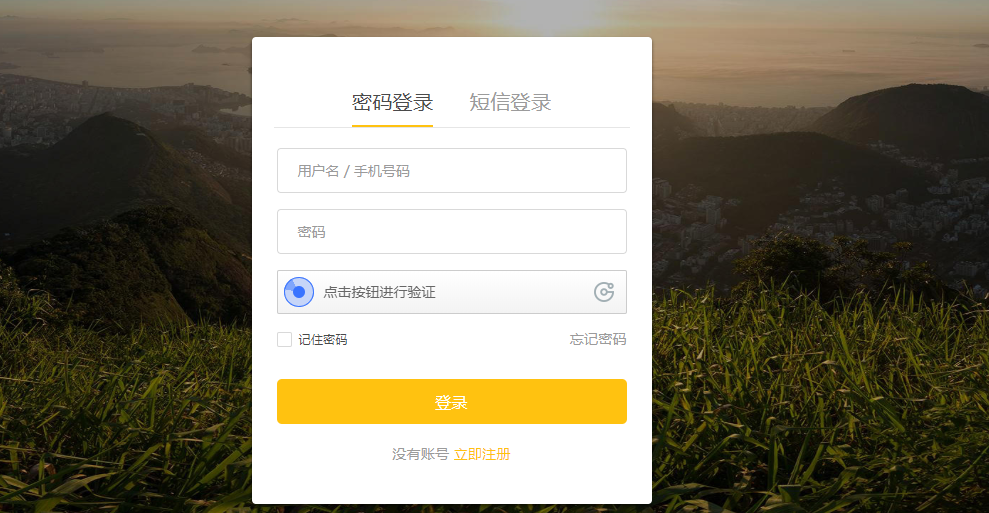 密码登录 短信登录
用户名 / 手机号码
密码
点击按钮进行验证
记住密码 忘记密码
登录
没有账号 立即注册